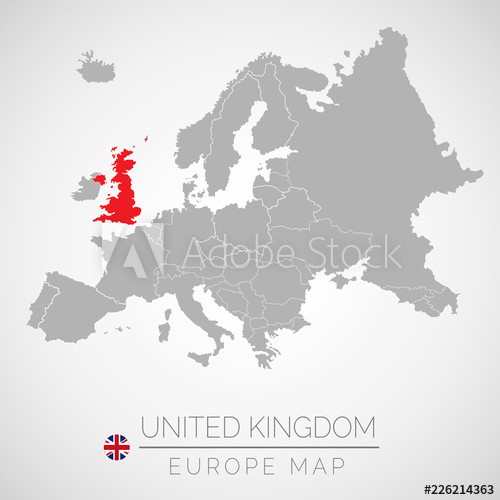 Adobe Stock
UNITED KINGDOM
EUROPE MAP
#226214363